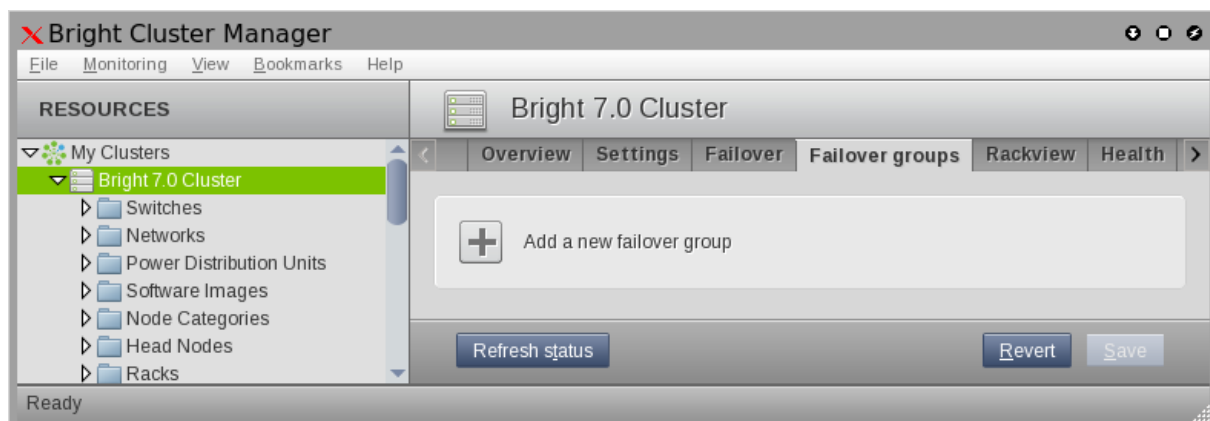 Bright Cluster Manager
File Monitoring View Bookmarks Help
RESOURCES
My Clusters
Bright 7.0 Cluster
Switches
Networks
Power Distribution Units
Software Images
Node Categories
Head Nodes
Racks
Bright 7.0 Cluster
Overview Settings Failover Failover groups Rackview Health
Add a new failover group
Refresh status Revert Save
Ready